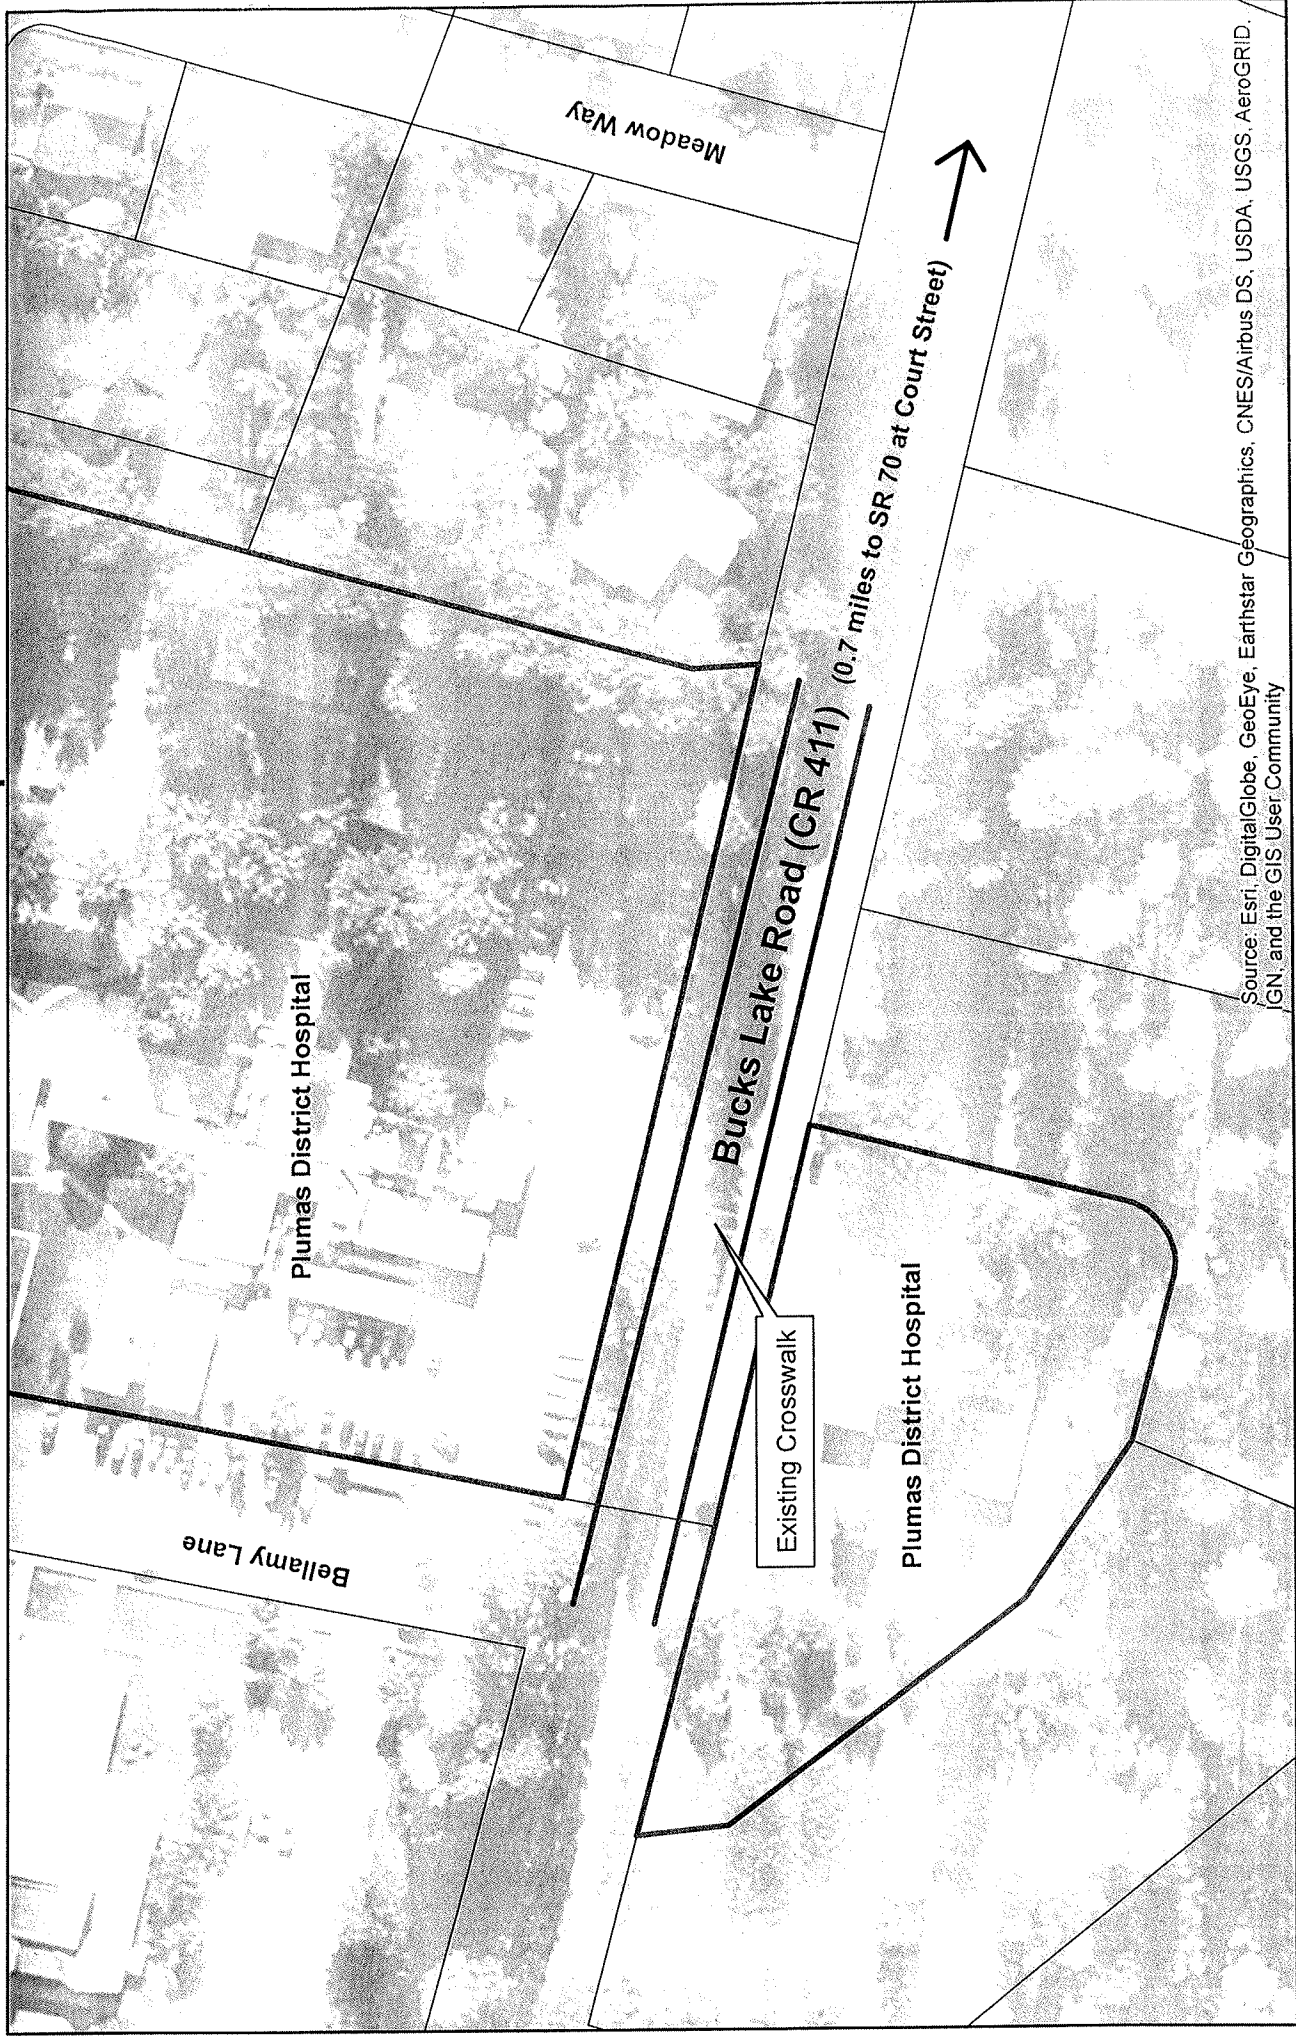 Meadow Way
Bellamy Lane
Plumas District Hospital
Bucks Lake Road (CR 411) (0.7 miles to SR 70 at Court Street)
Existing Crosswalk
Plumas District Hospital
Source: Esri, DigitalGlobe, GeoEye, Earthstar Geographics, CNES/Airbus DS, USDA, USGS, AeroGRID,
IGN, and the GIS User Community